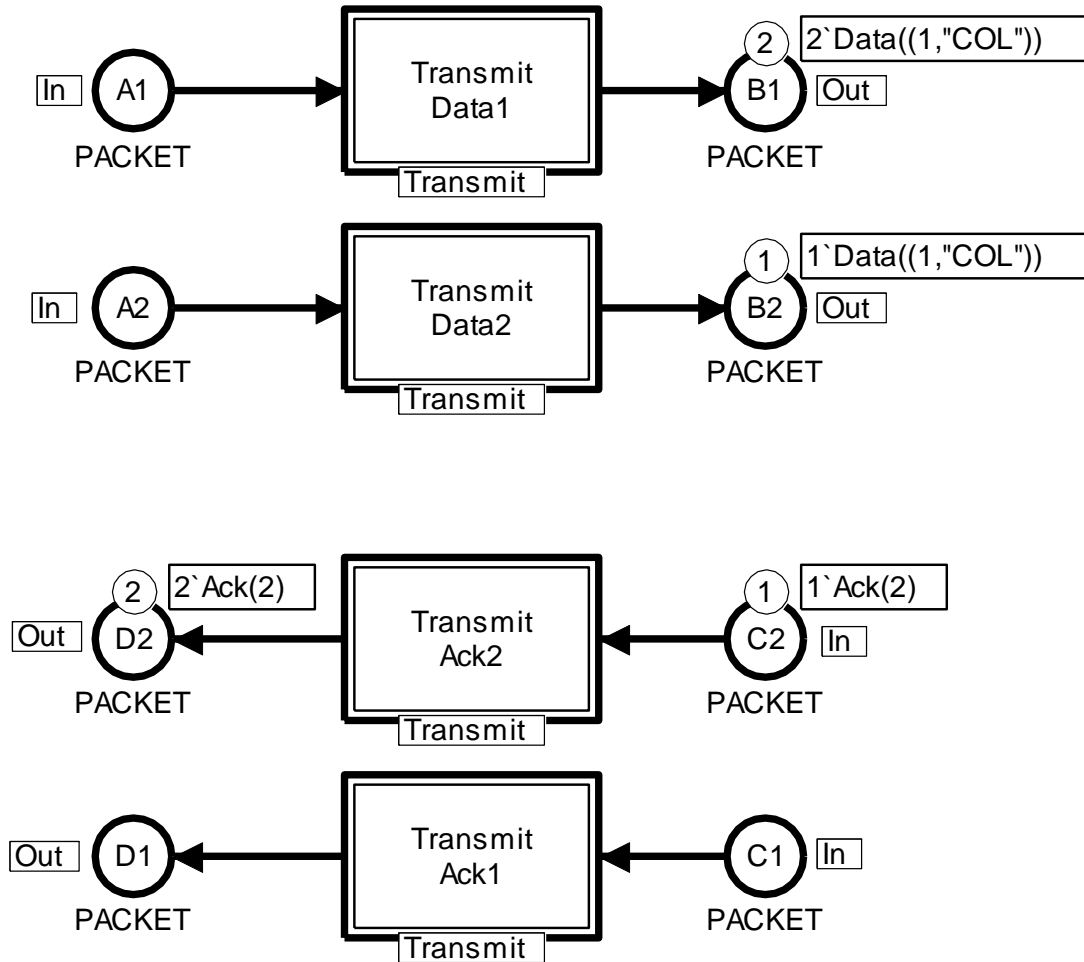 2 2`Data((1,"COL"))
In A1 Transmit Data1 B1 Out
PACKET PACKET
Transmit
1 1`Data((1,"COL"))
In A2 Transmit Data2 B2 Out
PACKET PACKET
Transmit
2 2`Ack(2) 1 1`Ack(2)
Out D2 Transmit Ack2 C2 In
PACKET PACKET
Transmit
Out D1 Transmit Ack1 C1 In
PACKET PACKET
Transmit